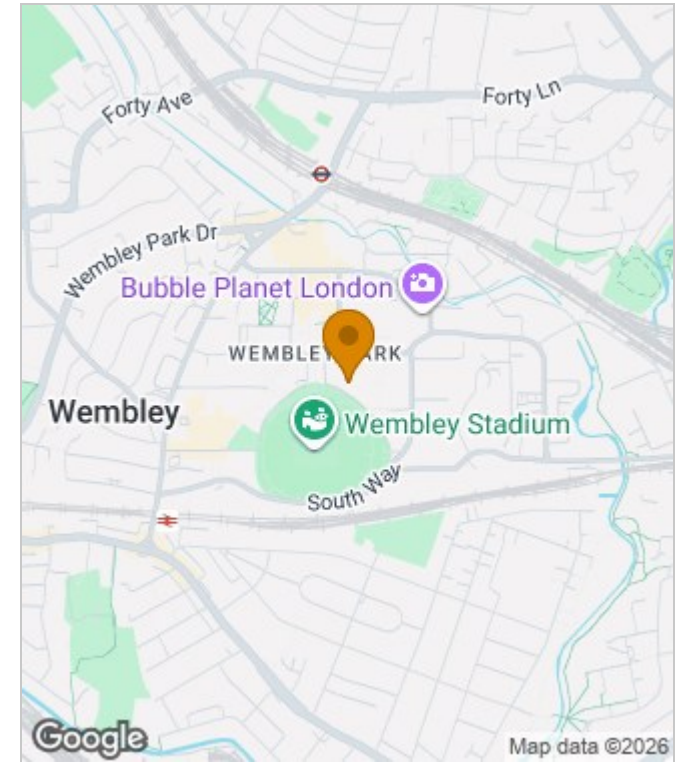 Forty Ave
Forty Ln
Wembley Park Dr
Bubble Planet London
WEMBLEY PARK
Wembley
Wembley Stadium
South Way
Google
Map data ©2026